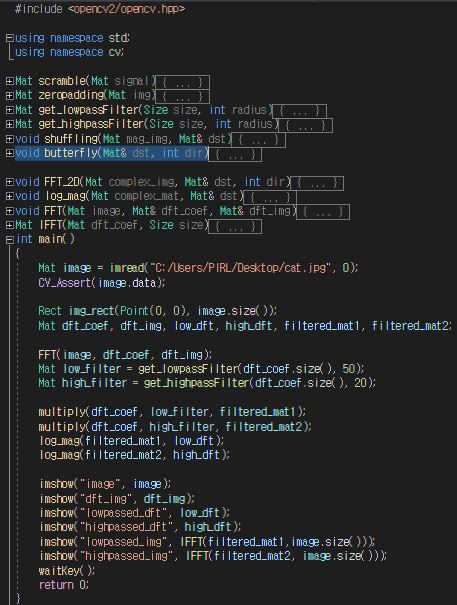 #include <opencv2/opencv.hpp>
using namespace std;
using namespace cv;
Mat scramble(Mat signal){ ... }
Mat zeropadding(Mat img){ ... }
Mat get_lowpassFilter(Size size, int radius){ ... }
Mat get_highpassFilter(Size size, int radius){ ... }
void shuffling(Mat mag_img, Mat& dst){ ... }
void butterfly(Mat& dst, int dir){ ... }
void FFT_2D(Mat complex_img, Mat& dst, int dir){ ... }
void log_mag(Mat complex_mat, Mat& dst){ ... }
void FFT(Mat image, Mat& dft_coef, Mat& dft_img){ ... }
Mat IFFT(Mat dft_coef, Size size){ ... }
int main()
{
Mat image = imread("C:/Users/PIRL/Desktop/cat.jpg", 0);
CV_Assert(image.data);
Rect img_rect(Point(0, 0), image.size());
Mat dft_coef, dft_img, low_dft, high_dft, filtered_mat1, filtered_mat2;
FFT(image, dft_coef, dft_img);
Mat low_filter = get_lowpassFilter(dft_coef.size(), 50);
Mat high_filter = get_highpassFilter(dft_coef.size(), 20);
multiply(dft_coef, low_filter, filtered_mat1);
multiply(dft_coef, high_filter, filtered_mat2);
log_mag(filtered_mat1, low_dft);
log_mag(filtered_mat2, high_dft);
imshow("image", image);
imshow("dft_img", dft_img);
imshow("lowpassed_dft", low_dft);
imshow("highpassed_dft", high_dft);
imshow("lowpassed_img", IFFT(filtered_mat1,image.size()));
imshow("highpassed_img", IFFT(filtered_mat2, image.size()));
waitKey();
return 0;
}